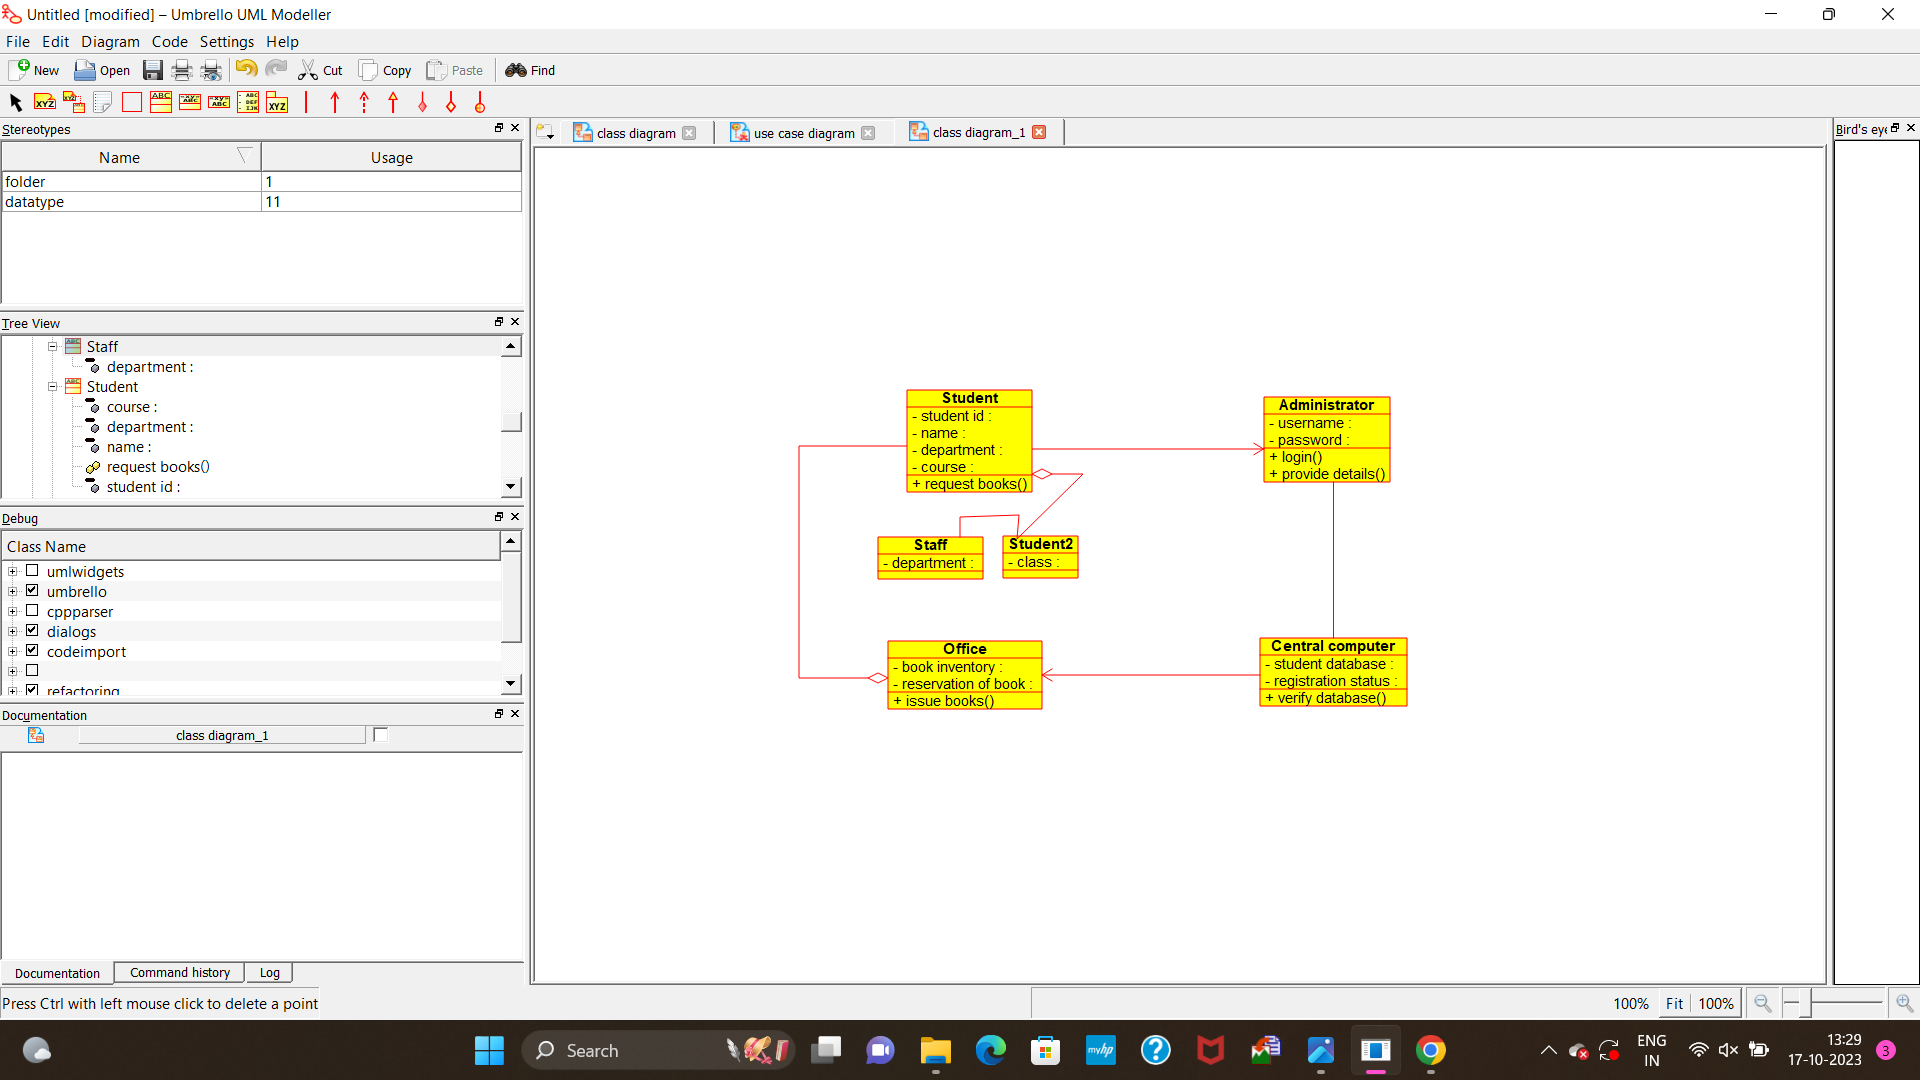 Untitled [modified] – Umbrello UML Modeller
File Edit Diagram Code Settings Help
New Open Cut Copy Paste Find
Stereotypes
Name Usage
folder 1
datatype 11
Tree View
Staff
department :
Student
course :
department :
name :
request books()
student id :
Debug
Class Name
umlwidgets
umbrello
cppparser
dialogs
codeimport
refactoring
Documentation
class diagram_1
Documentation Command history Log
Press Ctrl with left mouse click to delete a point
class diagram use case diagram class diagram_1
Student
- student id :
- name :
- department :
- course :
+ request books()
Administrator
- username :
- password :
+ login()
+ provide details()
Staff
- department :
Student2
- class :
Office
- book inventory :
- reservation of book :
+ issue books()
Central computer
- student database :
- registration status :
+ verify database()
Bird's eye
100% Fit 100%
Search
myhp
ENG
IN
13:29
17-10-2023
3